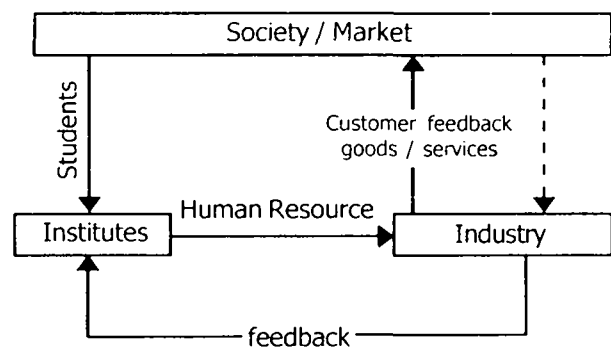 Society / Market
Students
Customer feedback
goods / services
Human Resource
Institutes
Industry
feedback